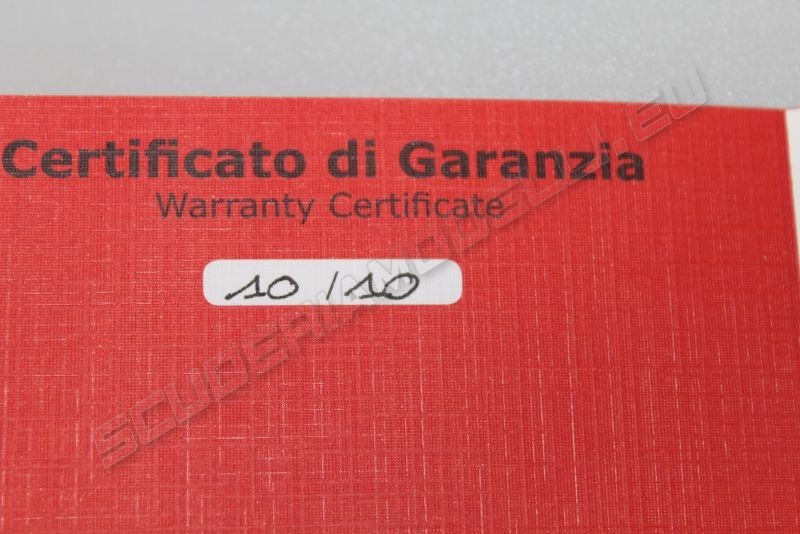 Certificato di Garanzia
Warranty Certificate
10/10
SCUDERIAMODELLI.EU